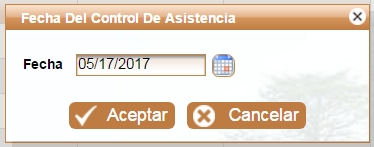 Fecha Del Control De Asistencia
Fecha 05/17/2017
Aceptar Cancelar